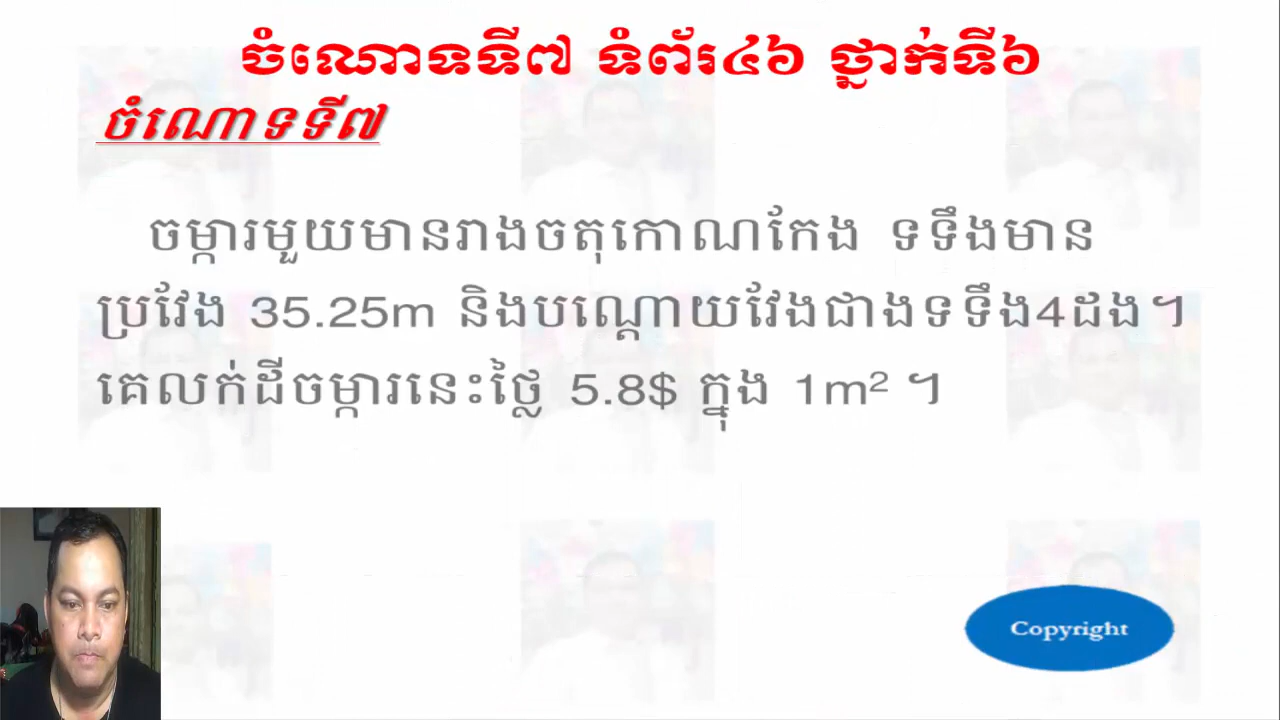 ចំណោទទី៧ ទំព័រ៤៦ ថ្នាក់ទី៦
ចំណោទទី៧
ចម្ការមួយមានរាងចតុកោណកែង ទទឹងមាន
ប្រវែង 35.25m និងបណ្ដោយវែងជាងទទឹង4ដង។
គេលក់ដីចម្ការនេះថ្លៃ 5.8$ ក្នុង 1m² ។
Copyright